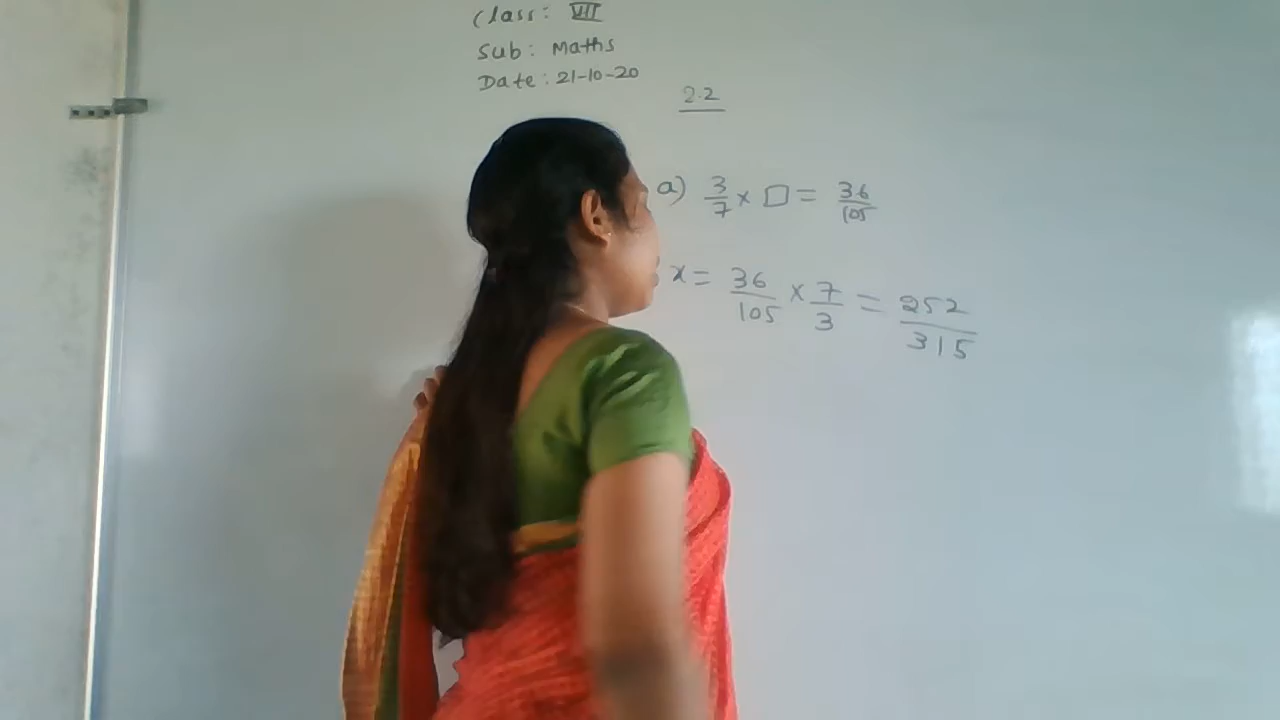 Class: VII
Sub: Maths
Date: 21-10-20
2.2
a) 3/7 × □ = 36/105
x = 36/105 × 7/3 = 252/315